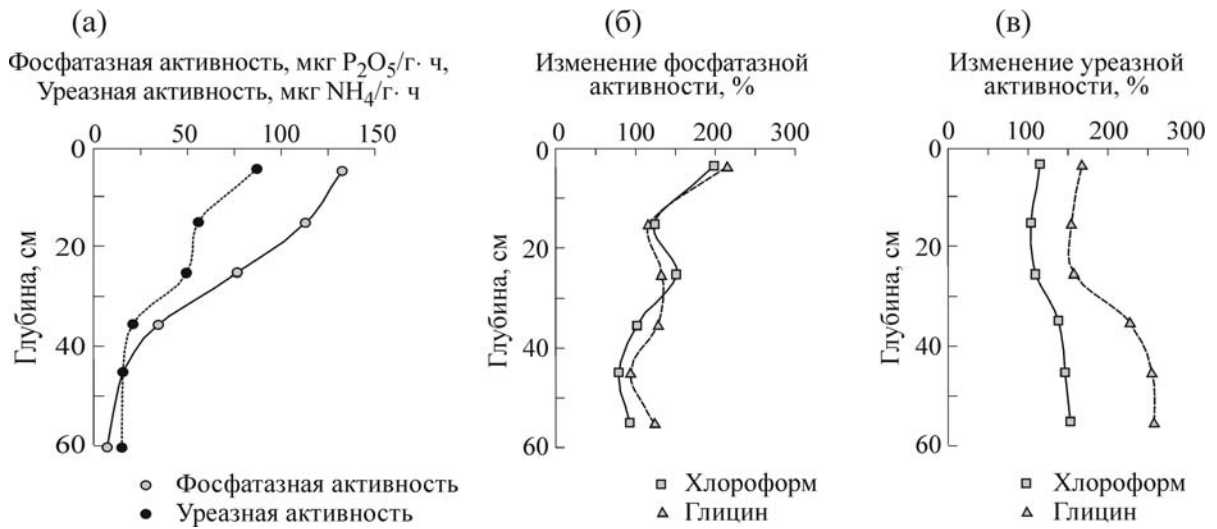 (а)
Фосфатазная активность, мкг P₂O₅/г· ч,
Уреазная активность, мкг NH₄/г· ч
0 50 100 150
0
20
40
60
Глубина, см
Фосфатазная активность
Уреазная активность
(б)
Изменение фосфатазной
активности, %
0 100 200 300
0
20
40
60
Глубина, см
Хлороформ
Глицин
(в)
Изменение уреазной
активности, %
0 100 200 300
0
20
40
60
Глубина, см
Хлороформ
Глицин